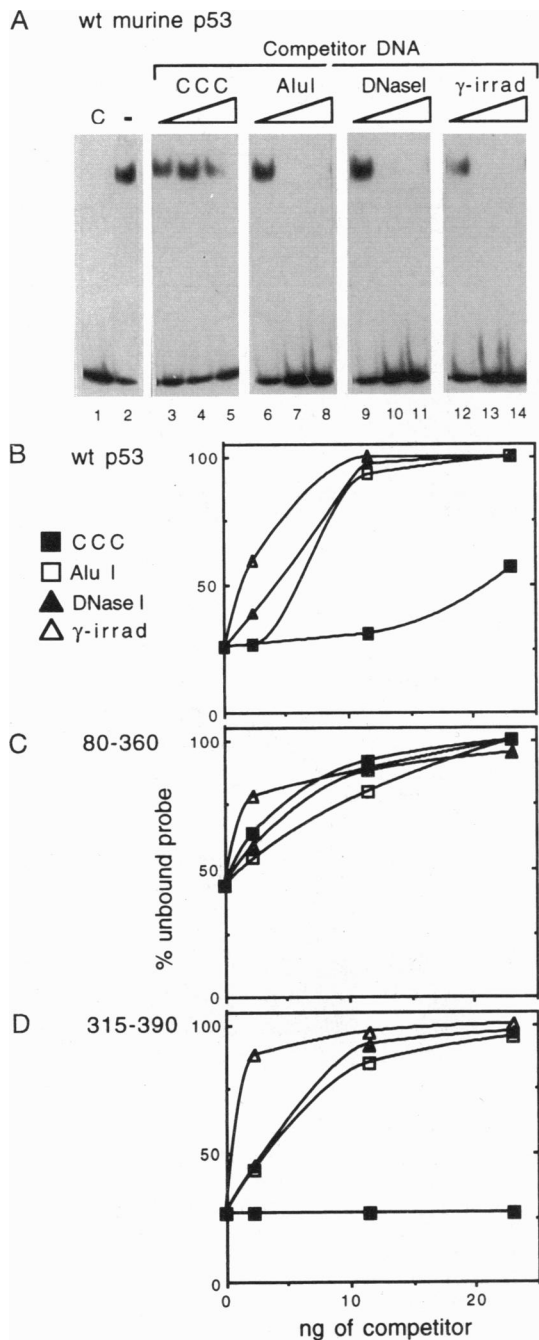 A wt murine p53
Competitor DNA
CCC AluI DNaseI γ-irrad
C -
1 2 3 4 5 6 7 8 9 10 11 12 13 14
B wt p53
100
50
0
CCC
Alu I
DNase I
γ-irrad
C 80-360
100
50
0
% unbound probe
D 315-390
100
50
0
0 10 20
ng of competitor